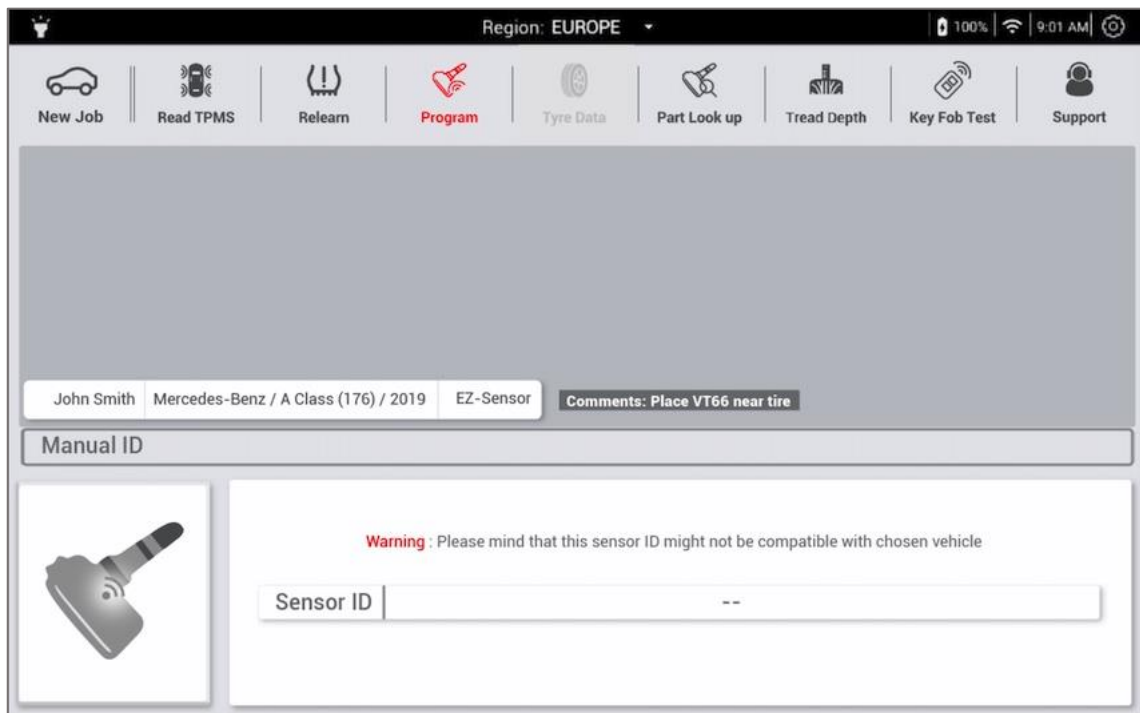 Region: EUROPE
100%
9:01 AM
New Job
Read TPMS
Relearn
Program
Tyre Data
Part Look up
Tread Depth
Key Fob Test
Support
John Smith
Mercedes-Benz / A Class (176) / 2019
EZ-Sensor
Comments: Place VT66 near tire
Manual ID
Warning : Please mind that this sensor ID might not be compatible with chosen vehicle
Sensor ID
--